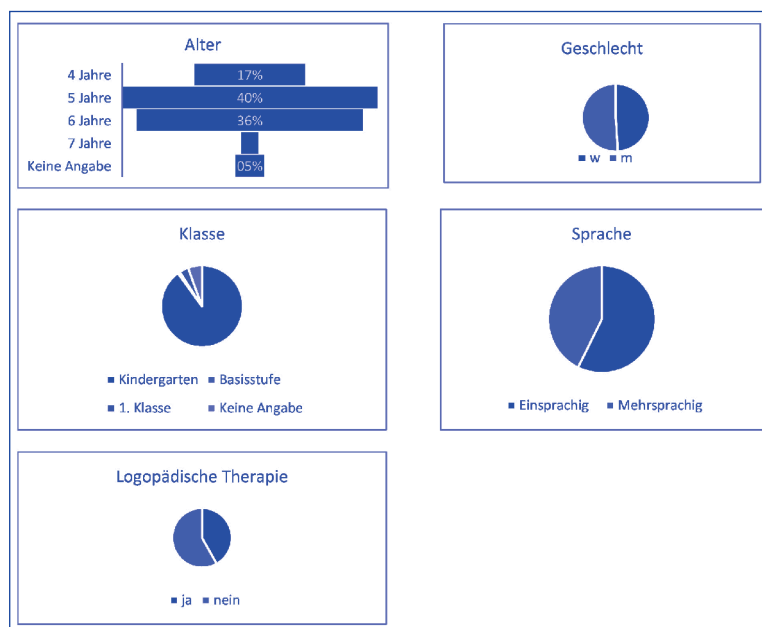 Alter
4 Jahre 17%
5 Jahre 40%
6 Jahre 36%
7 Jahre
Keine Angabe 05%
Geschlecht
w m
Klasse
Kindergarten Basisstufe
1. Klasse Keine Angabe
Sprache
Einsprachig Mehrsprachig
Logopädische Therapie
ja nein